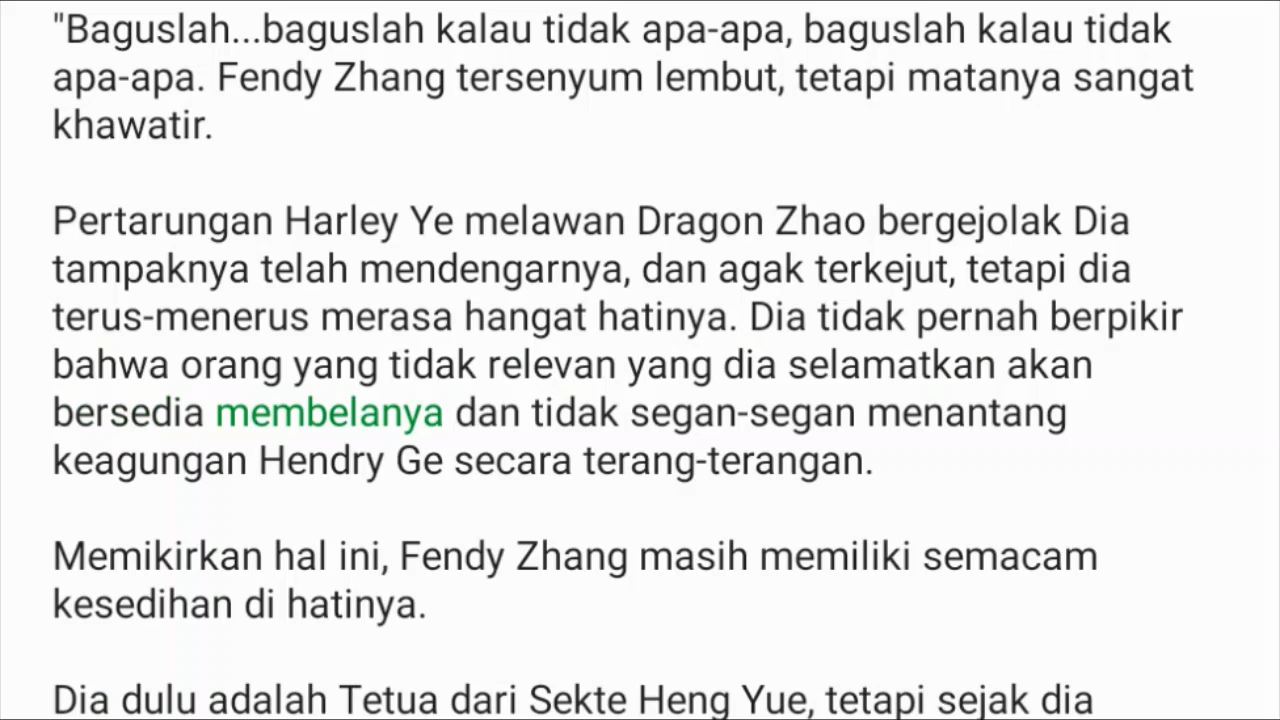 "Baguslah...baguslah kalau tidak apa-apa, baguslah kalau tidak
apa-apa. Fendy Zhang tersenyum lembut, tetapi matanya sangat
khawatir.
Pertarungan Harley Ye melawan Dragon Zhao bergejolak Dia
tampaknya telah mendengarnya, dan agak terkejut, tetapi dia
terus-menerus merasa hangat hatinya. Dia tidak pernah berpikir
bahwa orang yang tidak relevan yang dia selamatkan akan
bersedia membelanya dan tidak segan-segan menantang
keagungan Hendry Ge secara terang-terangan.
Memikirkan hal ini, Fendy Zhang masih memiliki semacam
kesedihan di hatinya.
Dia dulu adalah Tetua dari Sekte Heng Yue, tetapi sejak dia